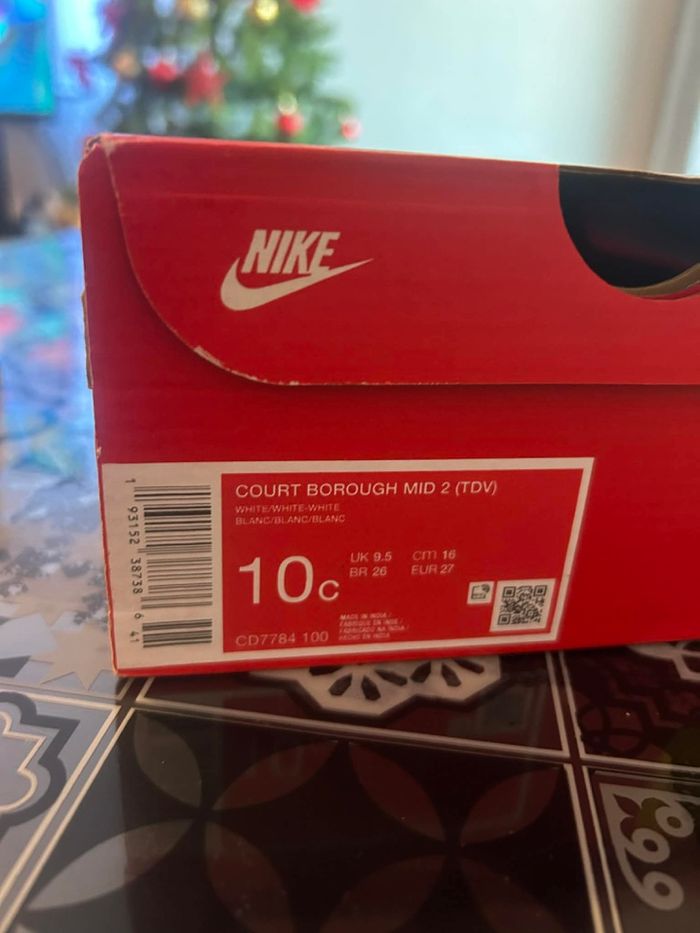 NIKE
COURT BOROUGH MID 2 (TDV)
WHITE/WHITE-WHITE
BLANC/BLANC/BLANC
10C
UK 9.5 cm 16
BR 26 EUR 27
MADE IN INDIA /
FABRIQUE EN INDE /
FABRICADO NA INDIA /
HECHO EN INDIA
CD7784 100
1 93152 38738 6 41